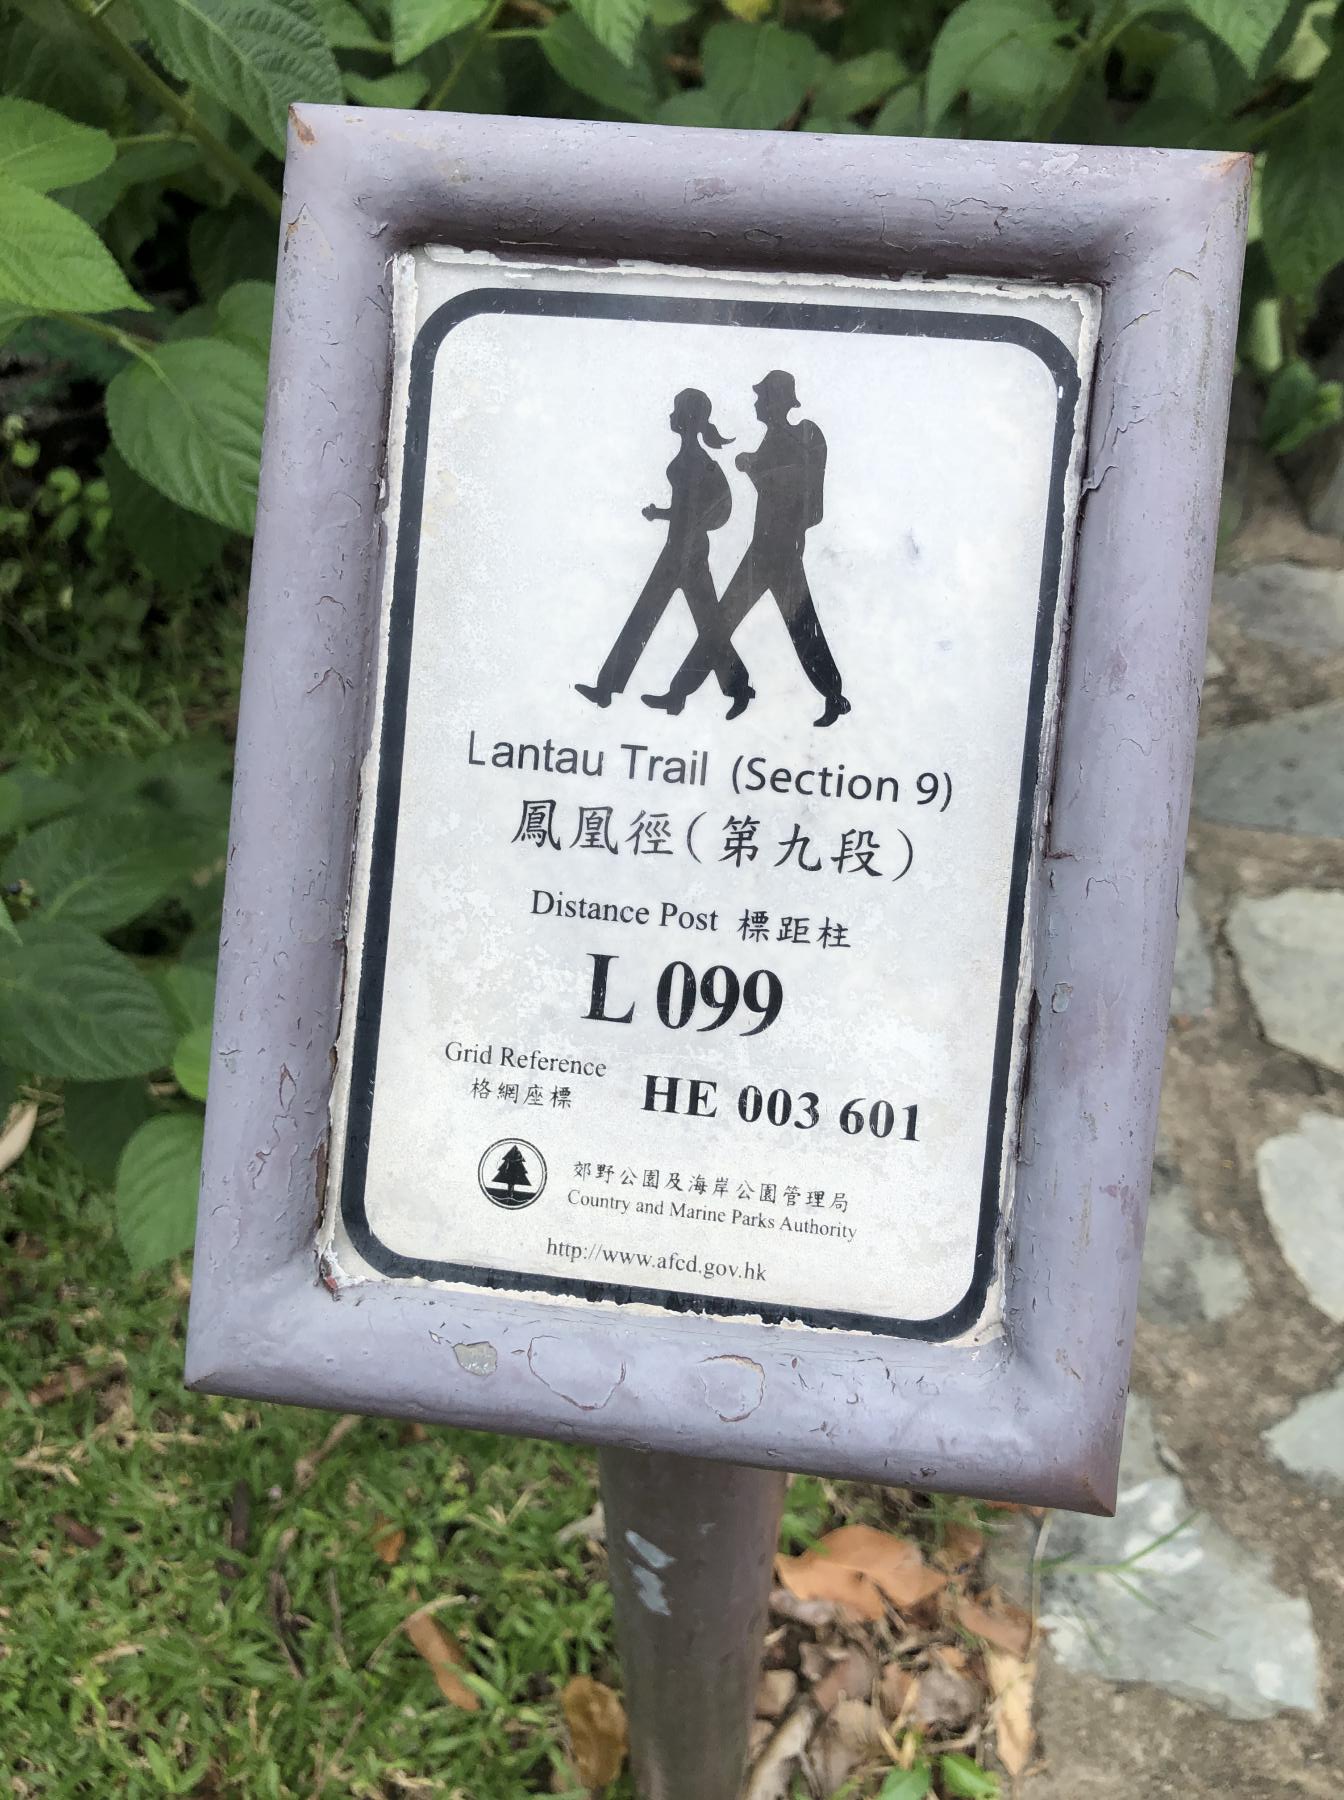 Lantau Trail (Section 9)
鳳凰徑(第九段)
Distance Post 標距柱
L 099
Grid Reference
格網座標
HE 003 601
郊野公園及海岸公園管理局
Country and Marine Parks Authority
http://www.afcd.gov.hk